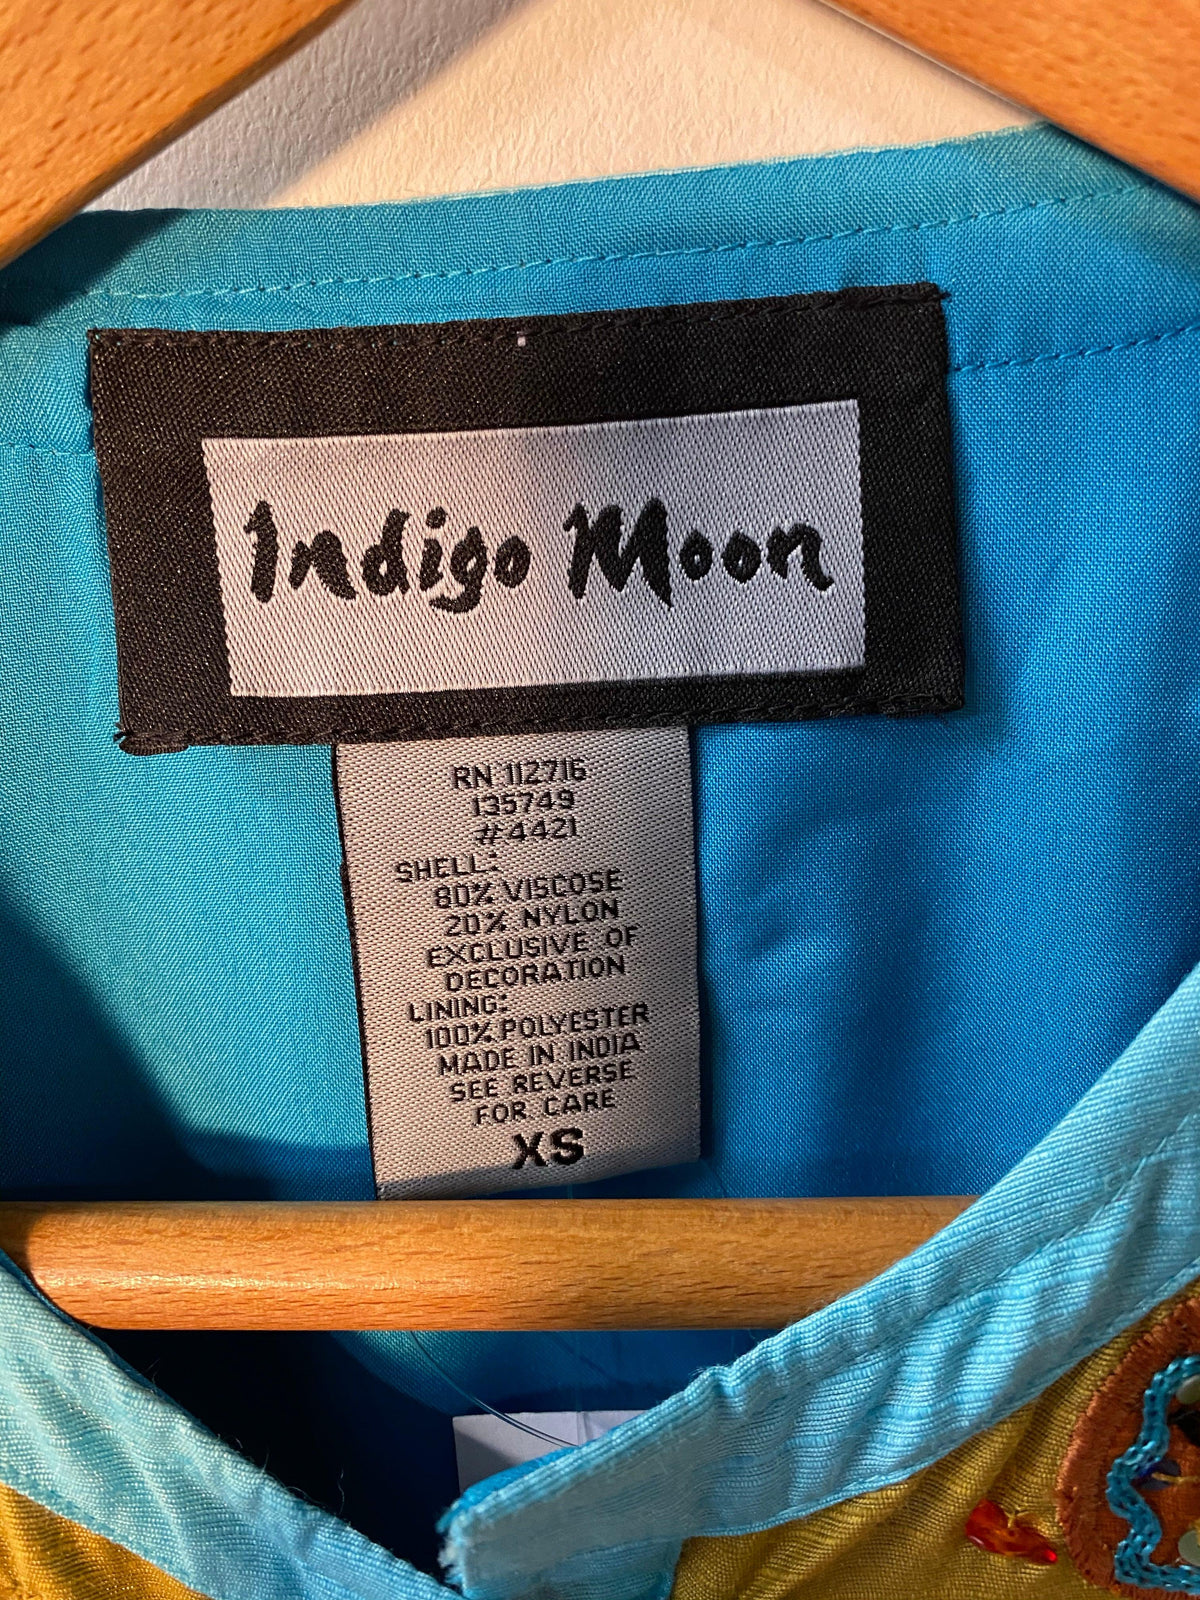 Indigo Moon
RN 112716
135749
#4421
SHELL:
80% VISCOSE
20% NYLON
EXCLUSIVE OF
DECORATION
LINING:
100% POLYESTER
MADE IN INDIA
SEE REVERSE
FOR CARE
XS